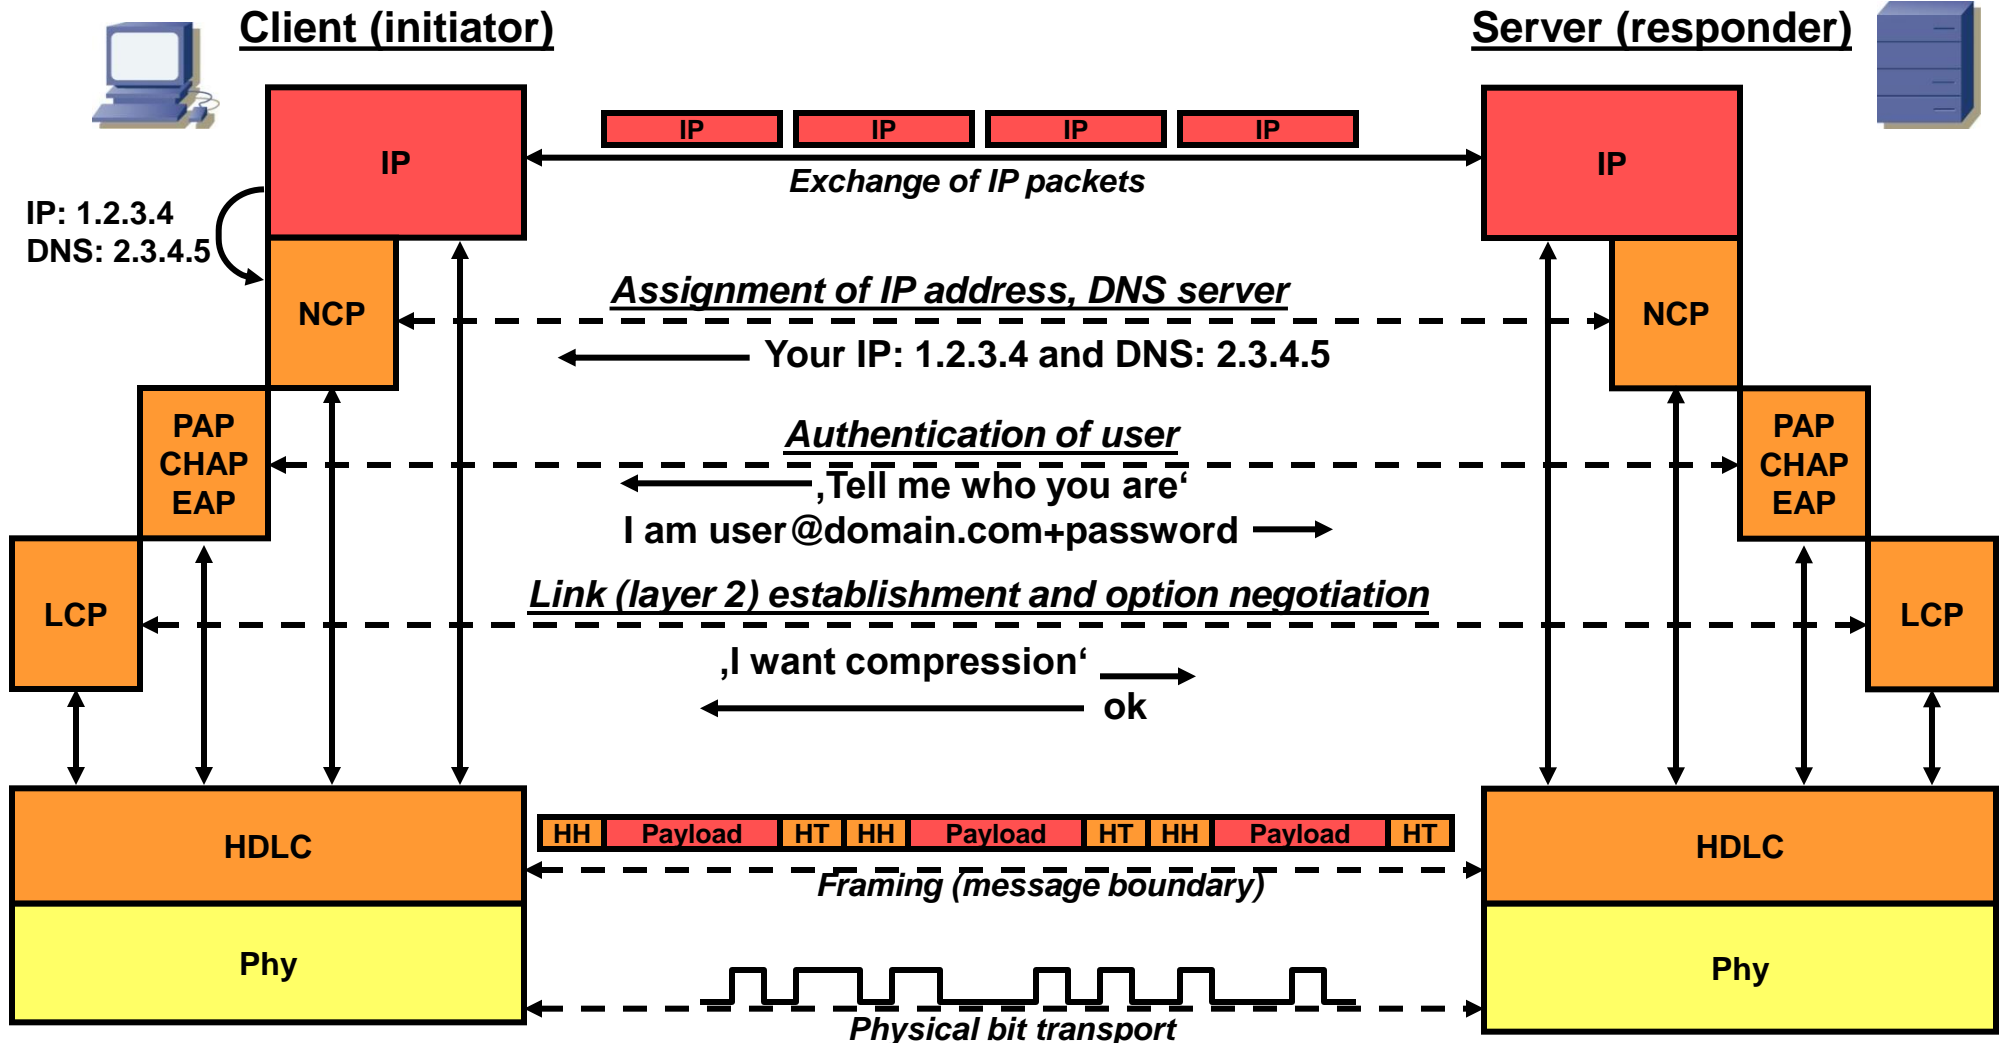 Client (initiator)
Server (responder)
IP
IP IP IP IP
IP
Exchange of IP packets
IP: 1.2.3.4
DNS: 2.3.4.5
NCP
Assignment of IP address, DNS server
NCP
Your IP: 1.2.3.4 and DNS: 2.3.4.5
PAP
CHAP
EAP
Authentication of user
‚Tell me who you are‘
I am user@domain.com+password
PAP
CHAP
EAP
LCP
Link (layer 2) establishment and option negotiation
LCP
‚I want compression‘
ok
HDLC
HH Payload HT HH Payload HT HH Payload HT
HDLC
Framing (message boundary)
Phy
Phy
Physical bit transport